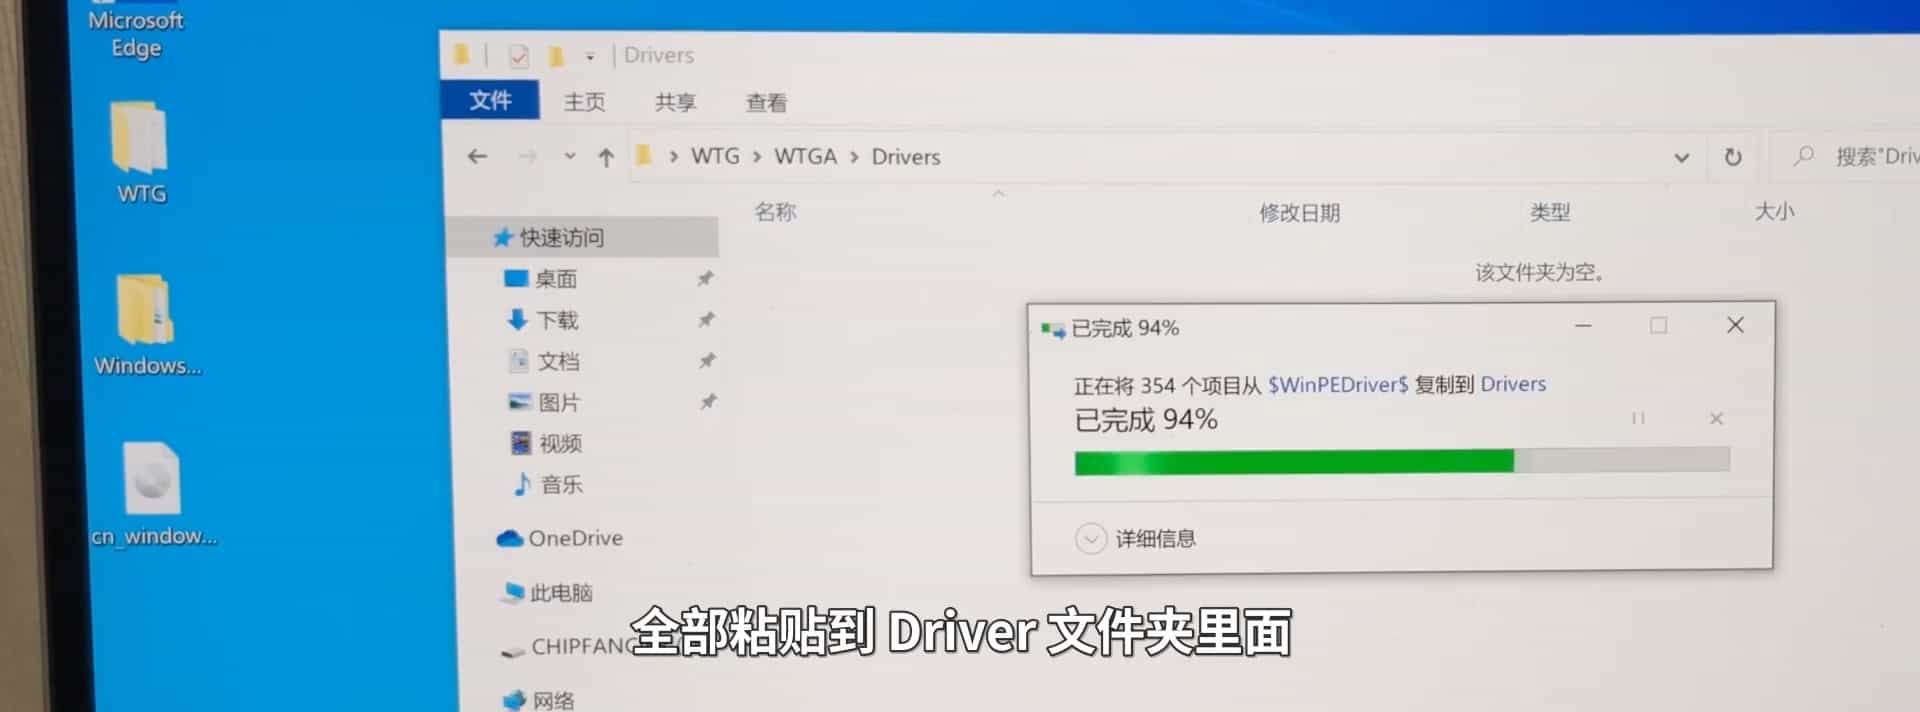 Microsoft
Edge
WTG
Windows...
cn_window...
Drivers
文件 主页 共享 查看
WTG > WTGA > Drivers
搜索"Driv
名称 修改日期 类型 大小
该文件夹为空。
快速访问
桌面
下载
文档
图片
视频
音乐
OneDrive
此电脑
CHIPFANG
网络
已完成 94%
正在将 354 个项目从 $WinPEDriver$ 复制到 Drivers
已完成 94%
详细信息
全部粘贴到 Driver 文件夹里面